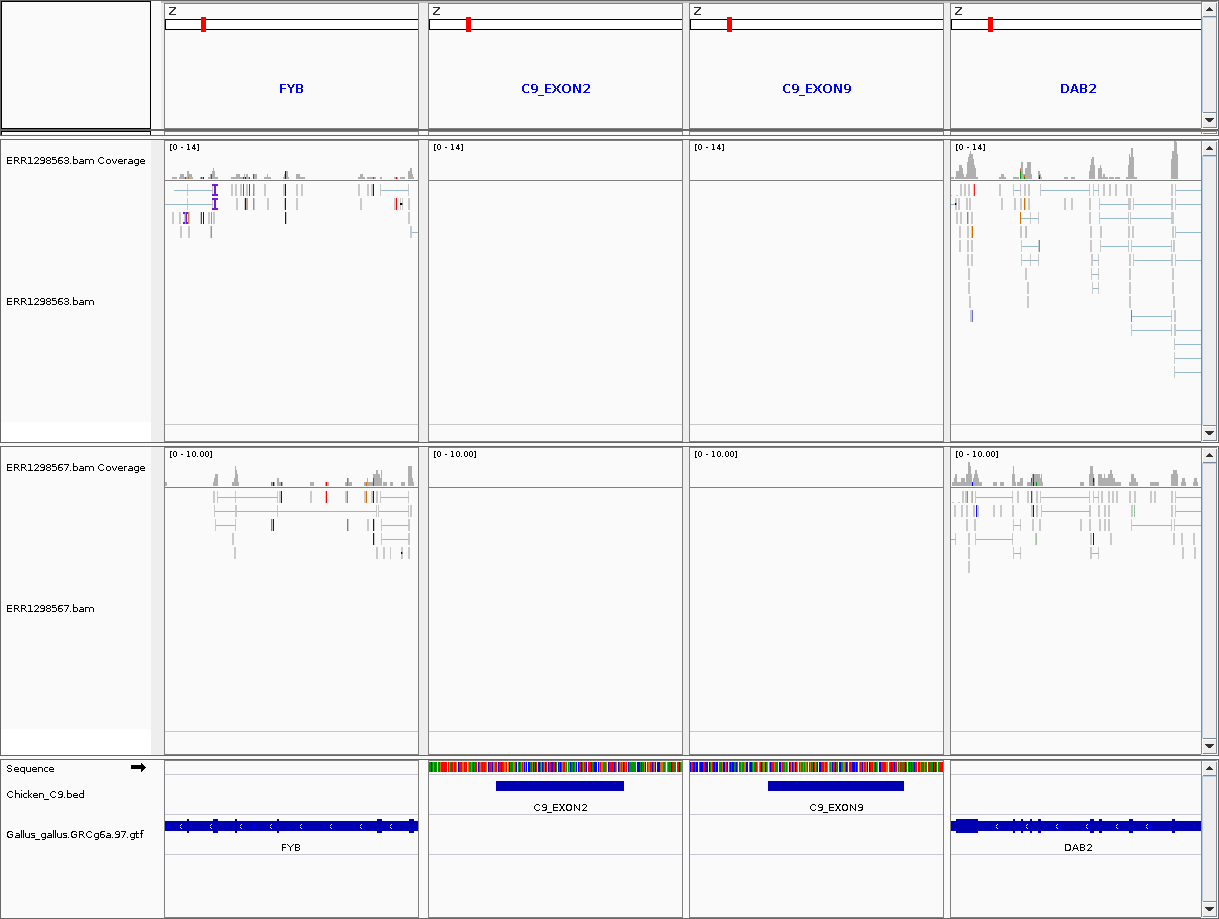 Z Z Z Z
FYB C9_EXON2 C9_EXON9 DAB2
[0 - 14] [0 - 14] [0 - 14] [0 - 14]
ERR1298563.bam Coverage
ERR1298563.bam
[0 - 10.00] [0 - 10.00] [0 - 10.00] [0 - 10.00]
ERR1298567.bam Coverage
ERR1298567.bam
Sequence
Chicken_C9.bed
C9_EXON2 C9_EXON9
Gallus_gallus.GRCg6a.97.gtf
FYB DAB2